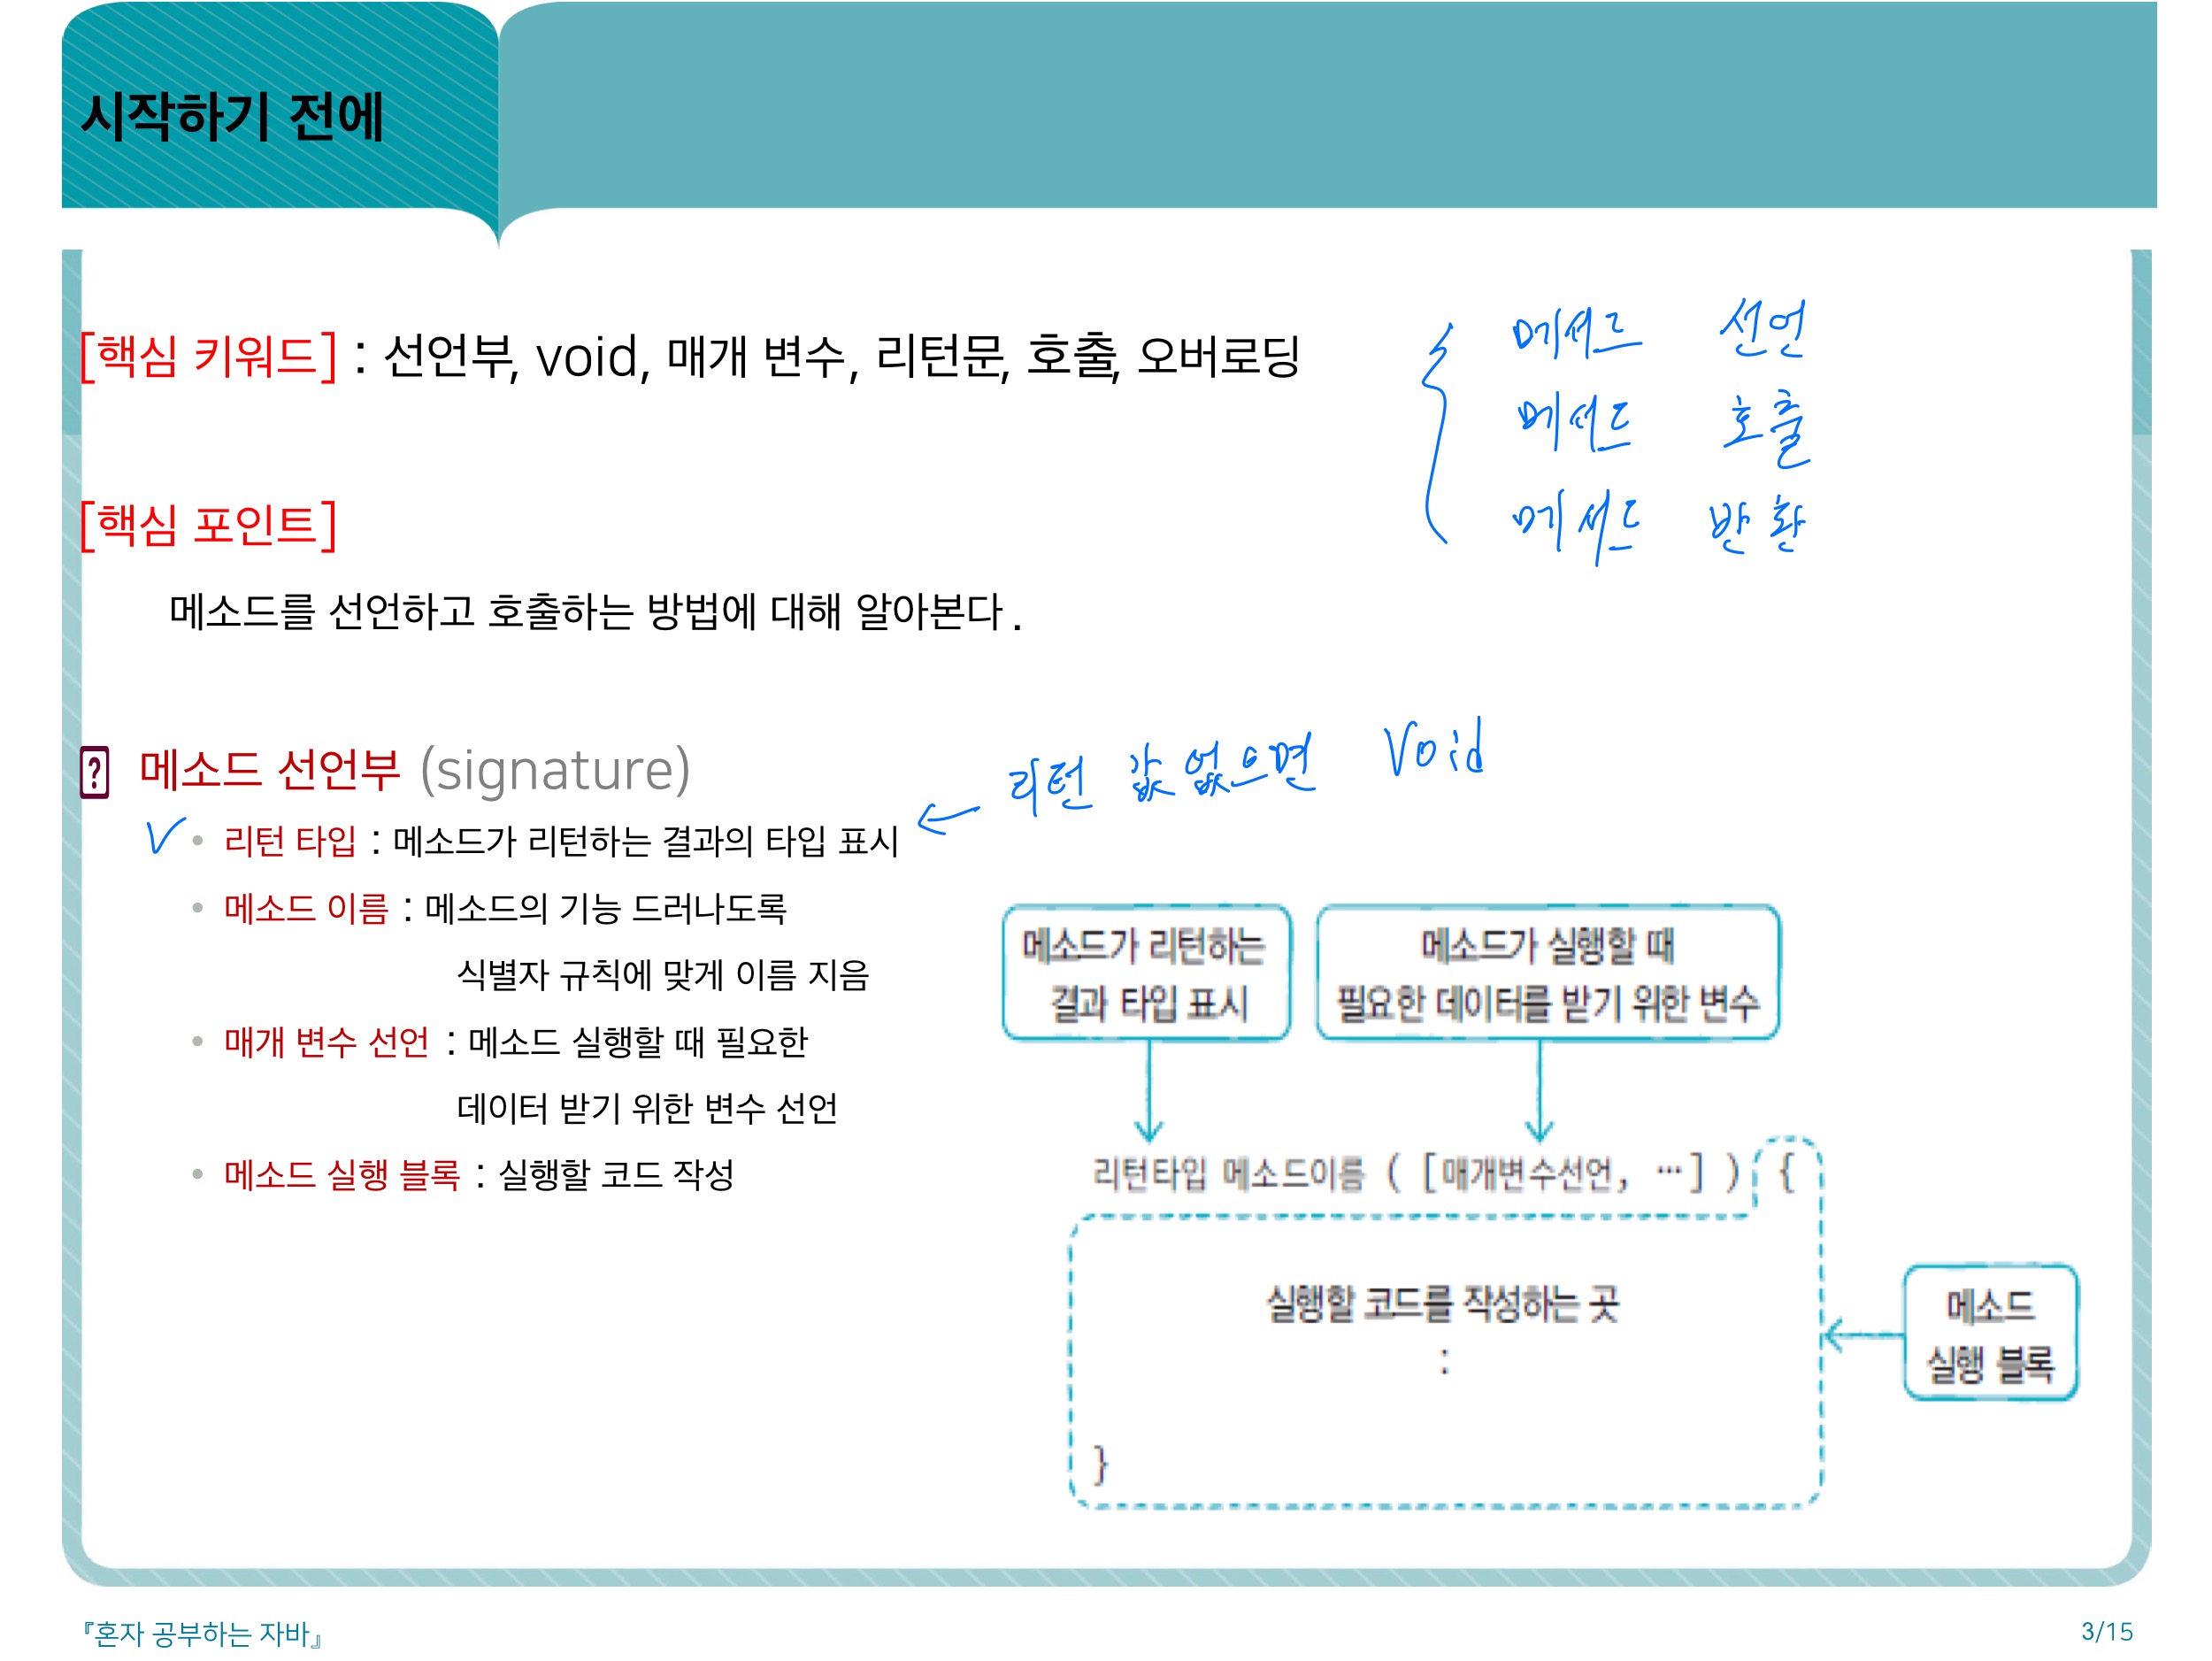 시작하기 전에
[핵심 키워드] : 선언부, void, 매개 변수, 리턴문, 호출, 오버로딩
메서드 선언
메서드 호출
메서드 반환
[핵심 포인트]
메소드를 선언하고 호출하는 방법에 대해 알아본다.
메소드 선언부 (signature)
← 리턴 값 없으면 Void
✓ • 리턴 타입 : 메소드가 리턴하는 결과의 타입 표시
• 메소드 이름 : 메소드의 기능 드러나도록
식별자 규칙에 맞게 이름 지음
• 매개 변수 선언 : 메소드 실행할 때 필요한
데이터 받기 위한 변수 선언
• 메소드 실행 블록 : 실행할 코드 작성
메소드가 리턴하는
결과 타입 표시
메소드가 실행할 때
필요한 데이터를 받기 위한 변수
리턴타입 메소드이름 ( [매개변수선언, …] ) {
실행할 코드를 작성하는 곳
:
}
메소드
실행 블록
『혼자 공부하는 자바』
3/15